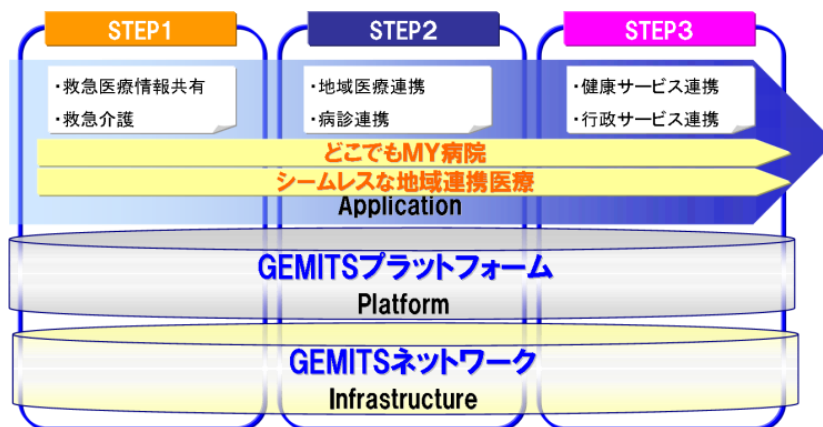 STEP1
STEP2
STEP3
・救急医療情報共有
・救急介護
・地域医療連携
・病診連携
・健康サービス連携
・行政サービス連携
どこでもMY病院
シームレスな地域連携医療
Application
GEMITSプラットフォーム
Platform
GEMITSネットワーク
Infrastructure